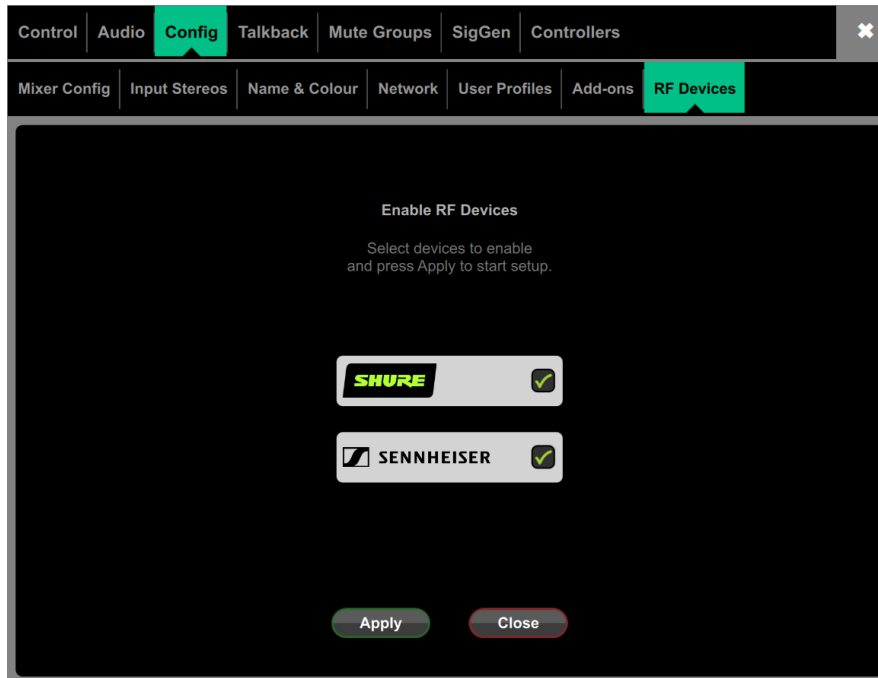 Control Audio Config Talkback Mute Groups SigGen Controllers
Mixer Config Input Stereos Name & Colour Network User Profiles Add-ons RF Devices
Enable RF Devices
Select devices to enable
and press Apply to start setup.
SHURE
SENNHEISER
Apply Close